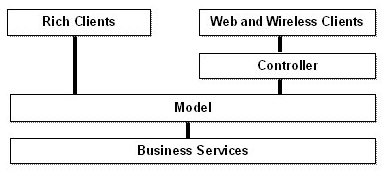 Rich Clients
Web and Wireless Clients
Controller
Model
Business Services